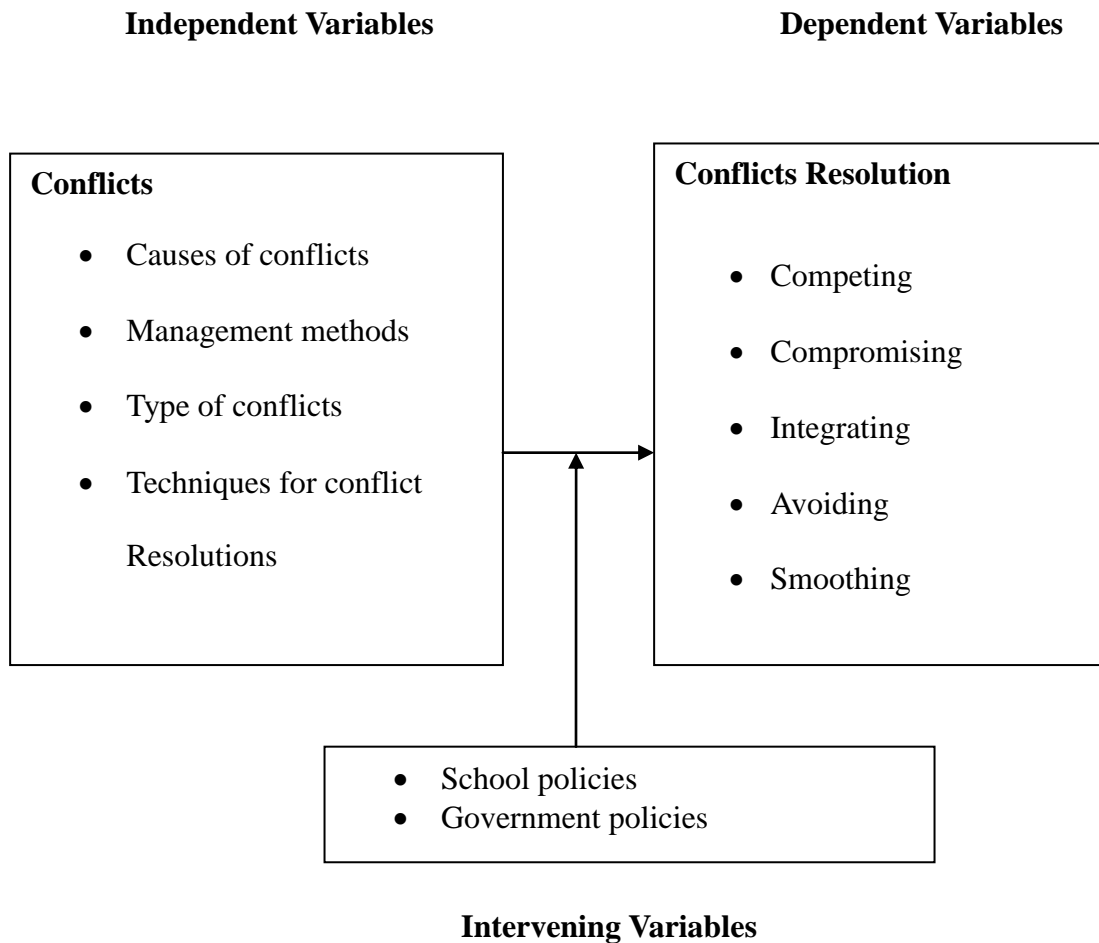 Independent Variables
Dependent Variables
Conflicts
• Causes of conflicts
• Management methods
• Type of conflicts
• Techniques for conflict
Resolutions
Conflicts Resolution
• Competing
• Compromising
• Integrating
• Avoiding
• Smoothing
• School policies
• Government policies
Intervening Variables